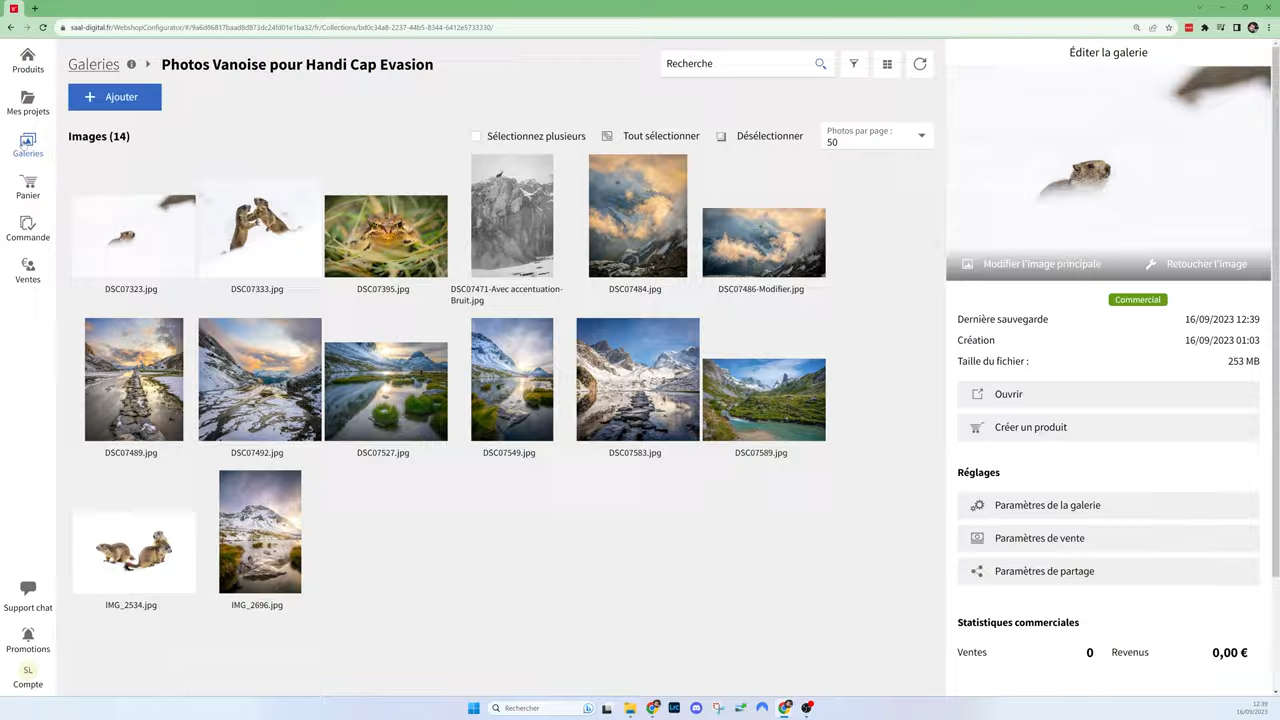 saal-digital.fr/WebshopConfigurator/#/9a6d86817baad8d873dc24fd01e1ba32/fr/Collections/bd0c34a8-2237-44b5-8344-6412e5733330/
Produits
Mes projets
Galeries
Panier
Commande
Ventes
Support chat
Promotions
SL
Compte
Galeries
Photos Vanoise pour Handi Cap Evasion
Recherche
+ Ajouter
Images (14)
Sélectionnez plusieurs
Tout sélectionner
Désélectionner
Photos par page :
50
DSC07323.jpg
DSC07333.jpg
DSC07395.jpg
DSC07471-Avec accentuation-
Bruit.jpg
DSC07484.jpg
DSC07486-Modifier.jpg
DSC07489.jpg
DSC07492.jpg
DSC07527.jpg
DSC07549.jpg
DSC07583.jpg
DSC07589.jpg
IMG_2534.jpg
IMG_2696.jpg
Éditer la galerie
Modifier l'image principale
Retoucher l'image
Commercial
Dernière sauvegarde 16/09/2023 12:39
Création 16/09/2023 01:03
Taille du fichier : 253 MB
Ouvrir
Créer un produit
Réglages
Paramètres de la galerie
Paramètres de vente
Paramètres de partage
Statistiques commerciales
Ventes 0 Revenus 0,00 €
Rechercher
LrC
12:39
16/09/2023